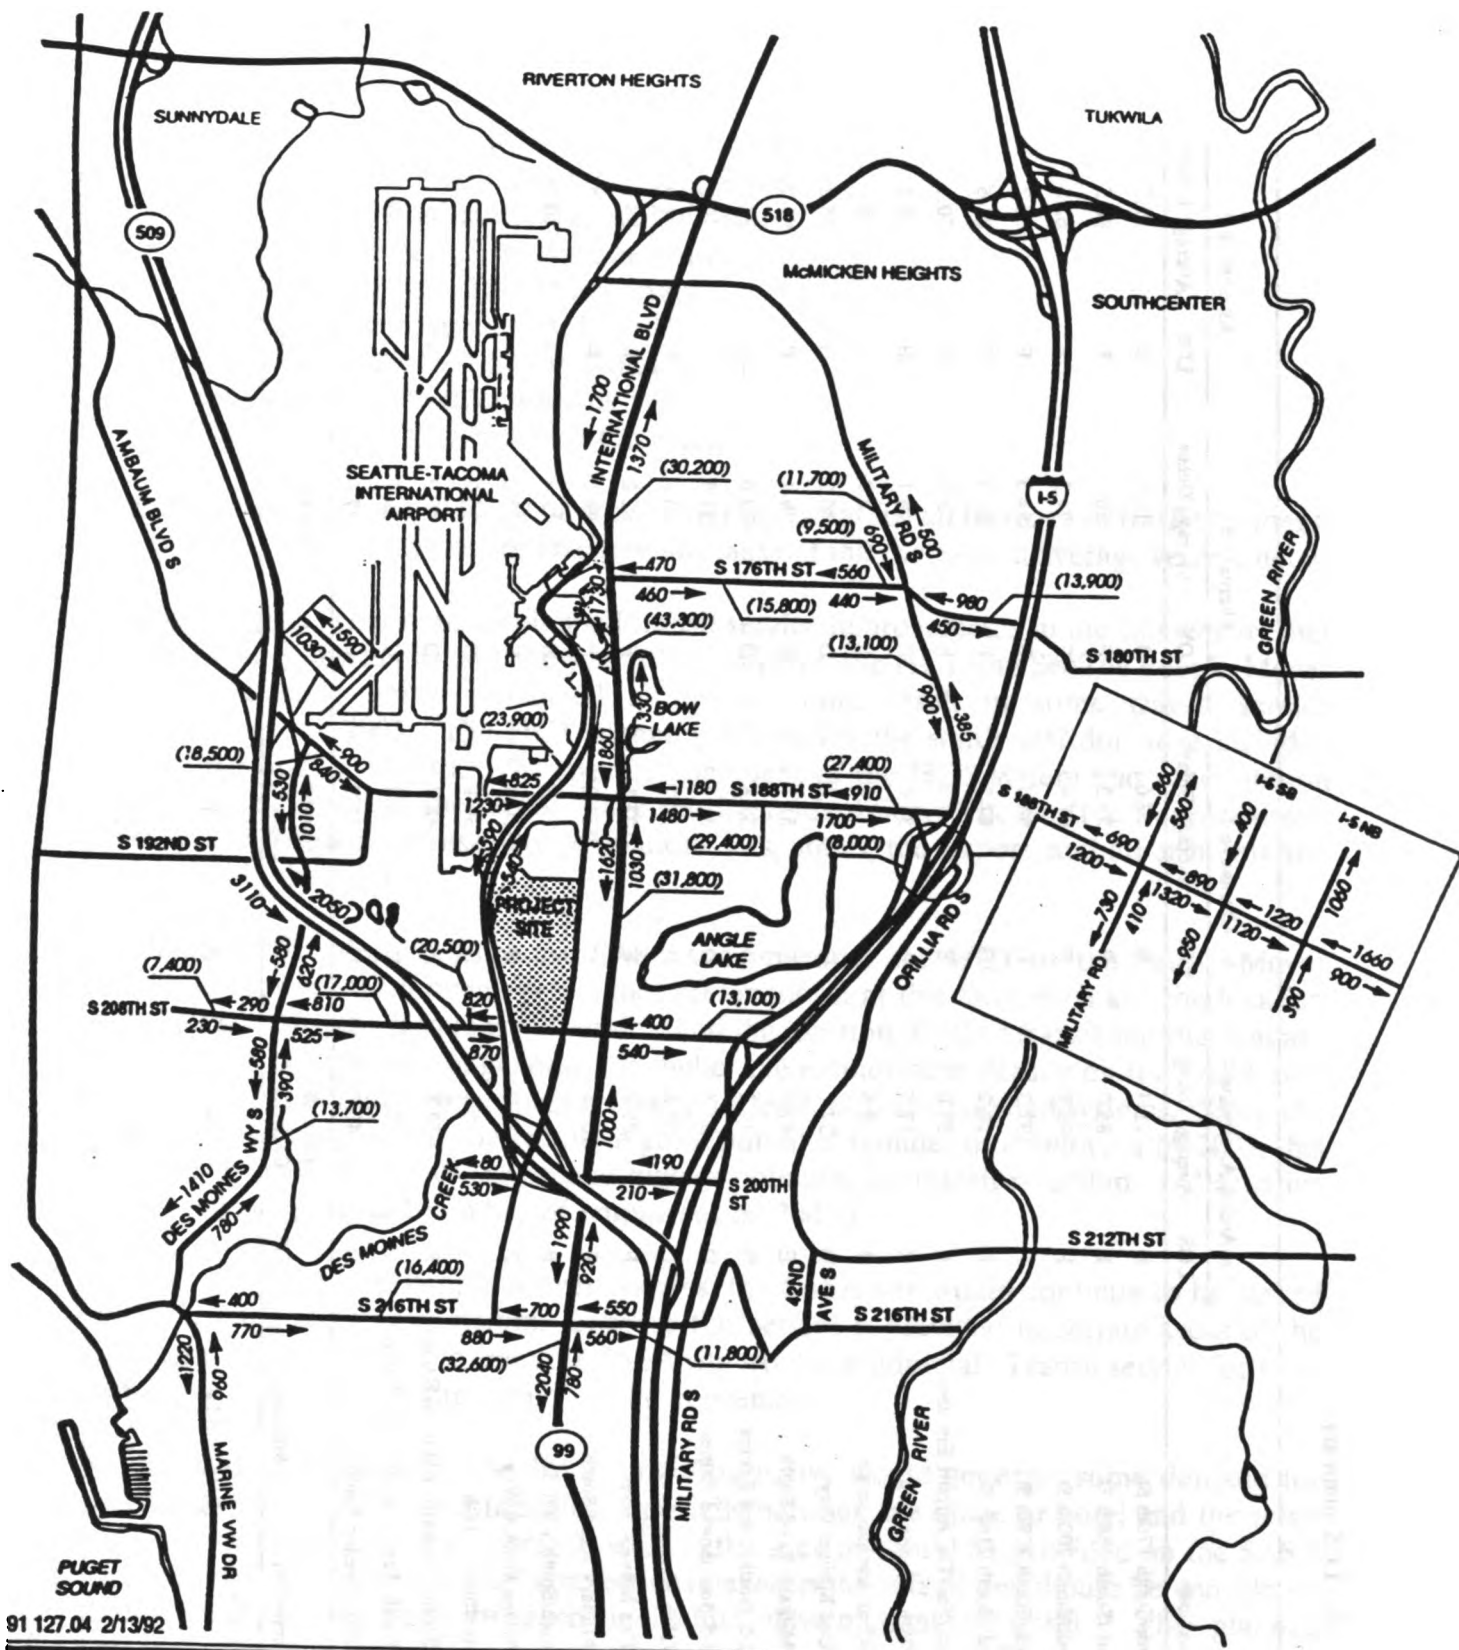 RIVERTON HEIGHTS
SUNNYDALE
TUKWILA
509
518
McMICKEN HEIGHTS
SOUTHCENTER
INTERNATIONAL BLVD
←1700
1370→
AMBAUM BLVD S
SEATTLE-TACOMA
INTERNATIONAL
AIRPORT
(30,200)
(11,700)
MILITARY RD S
I-5
(9,500)
690→
←500
GREEN RIVER
←470
S 176TH ST
←560
460→
440→
(15,800)
←980
450→
(13,900)
←1730
(43,300)
(13,100)
S 180TH ST
←1590
1030→
1330→
BOW
LAKE
(23,900)
660→
←385
(18,500)
←900
840→
←530
1010→
←1860
(27,400)
←825
1230→
←1180
S 188TH ST
←910
1480→
1700→
(29,400)
(8,000)
S 192ND ST
←1620
1030→
(31,800)
PROJECT
SITE
3110→
←2050
ANGLE
LAKE
ORILLIA RD S
I-5 SB
I-5 NB
S 188TH ST
←860
560→
←690
1200→
←400
←890
1320→
1060→
←730
410→
←1220
1120→
←950
←1660
900→
390→
MILITARY RD
(20,500)
(7,400)
(17,000)
←580
620→
←290
←810
S 208TH ST
230→
525→
820
870
←400
540→
(13,100)
←580
390→
(13,700)
1000→
←190
210→
S 200TH
ST
←80
530→
←1410
DES MOINES WY S
780→
DES MOINES CREEK
←1990
920→
S 212TH ST
(16,400)
←400
S 216TH ST
770→
←700
880→
←550
560→
42ND
AVE S
S 216TH ST
(32,600)
(11,800)
←2040
780→
←1220
960→
99
MARINE VW DR
MILITARY RD S
GREEN RIVER
PUGET
SOUND
91 127.04 2/13/92